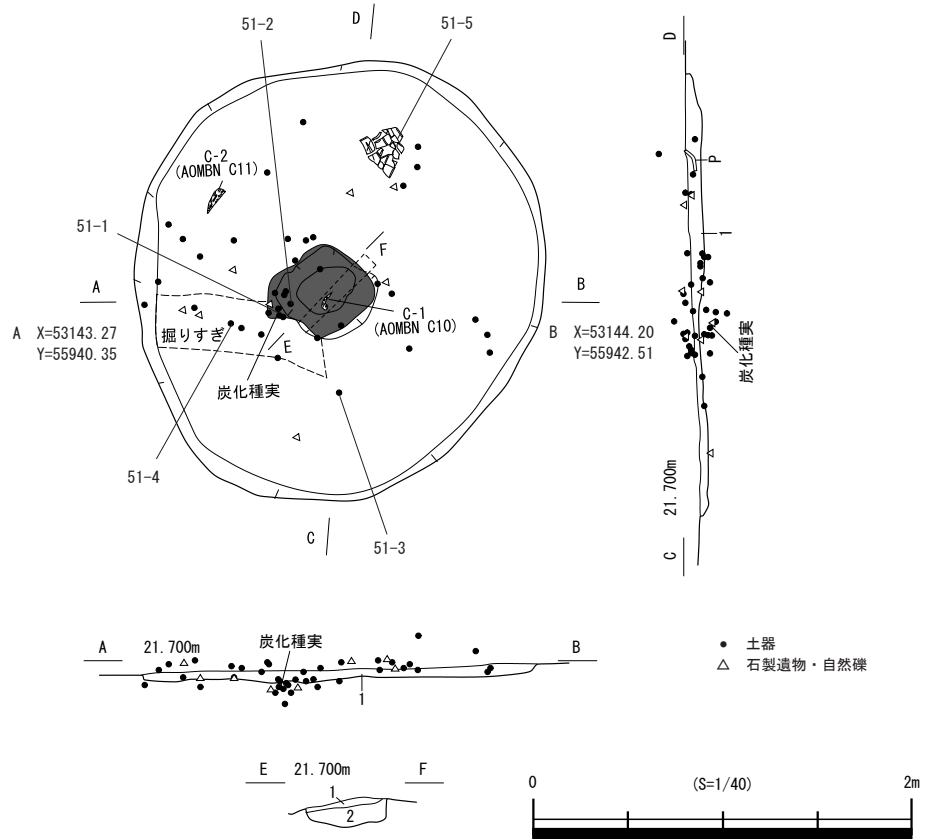 D
51-2
51-5
C-2
(AOMBN C11)
51-1
F
A
B
C-1
(AOMBN C10)
A X=53143.27
Y=55940.35
掘りすぎ
E
B X=53144.20
Y=55942.51
炭化種実
51-4
C
51-3
D
P
1
炭化種実
21.700m
C
A 21.700m 炭化種実 B
1
● 土器
△ 石製遺物・自然礫
E 21.700m F
1
2
0 (S=1/40) 2m